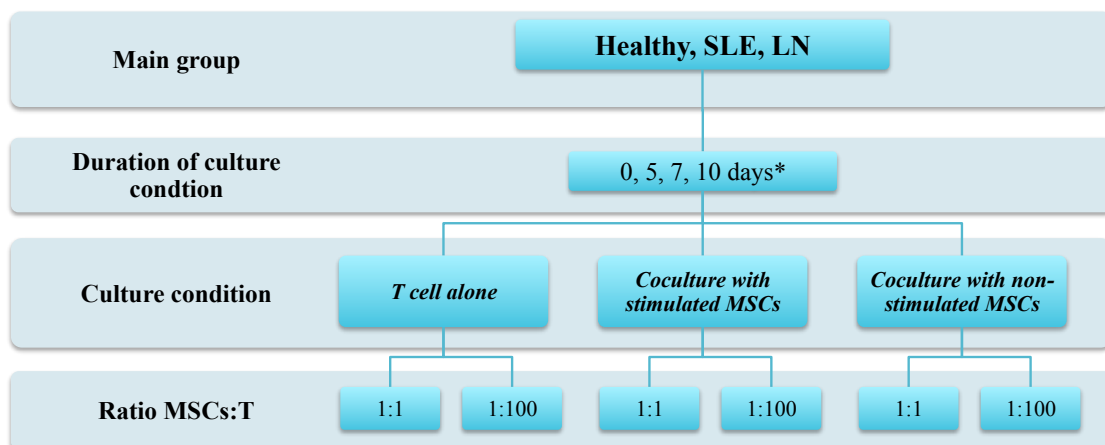 Main group
Healthy, SLE, LN
Duration of culture
condtion
0, 5, 7, 10 days*
Culture condition
T cell alone
Coculture with
stimulated MSCs
Coculture with non-
stimulated MSCs
Ratio MSCs:T
1:1
1:100
1:1
1:100
1:1
1:100